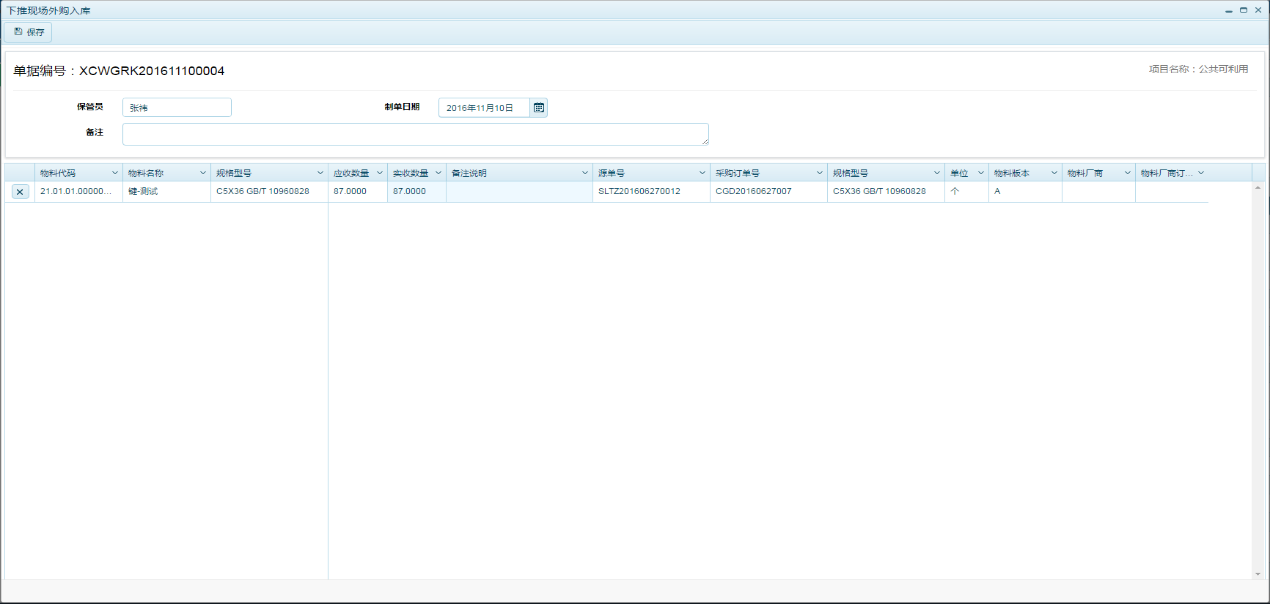 下推现场外购入库
保存
单据编号：XCWGRK201611100004 项目名称：公共可利用
保管员 张祎 制单日期 2016年11月10日
备注
物料代码 物料名称 规格型号 应收数量 实收数量 备注说明 源单号 采购订单号 规格型号 单位 物料版本 物料厂商 物料厂商订...
21.01.01.00000... 键-测试 C5X36 GB/T 10960828 87.0000 87.0000 SLTZ201606270012 CGD20160627007 C5X36 GB/T 10960828 个 A